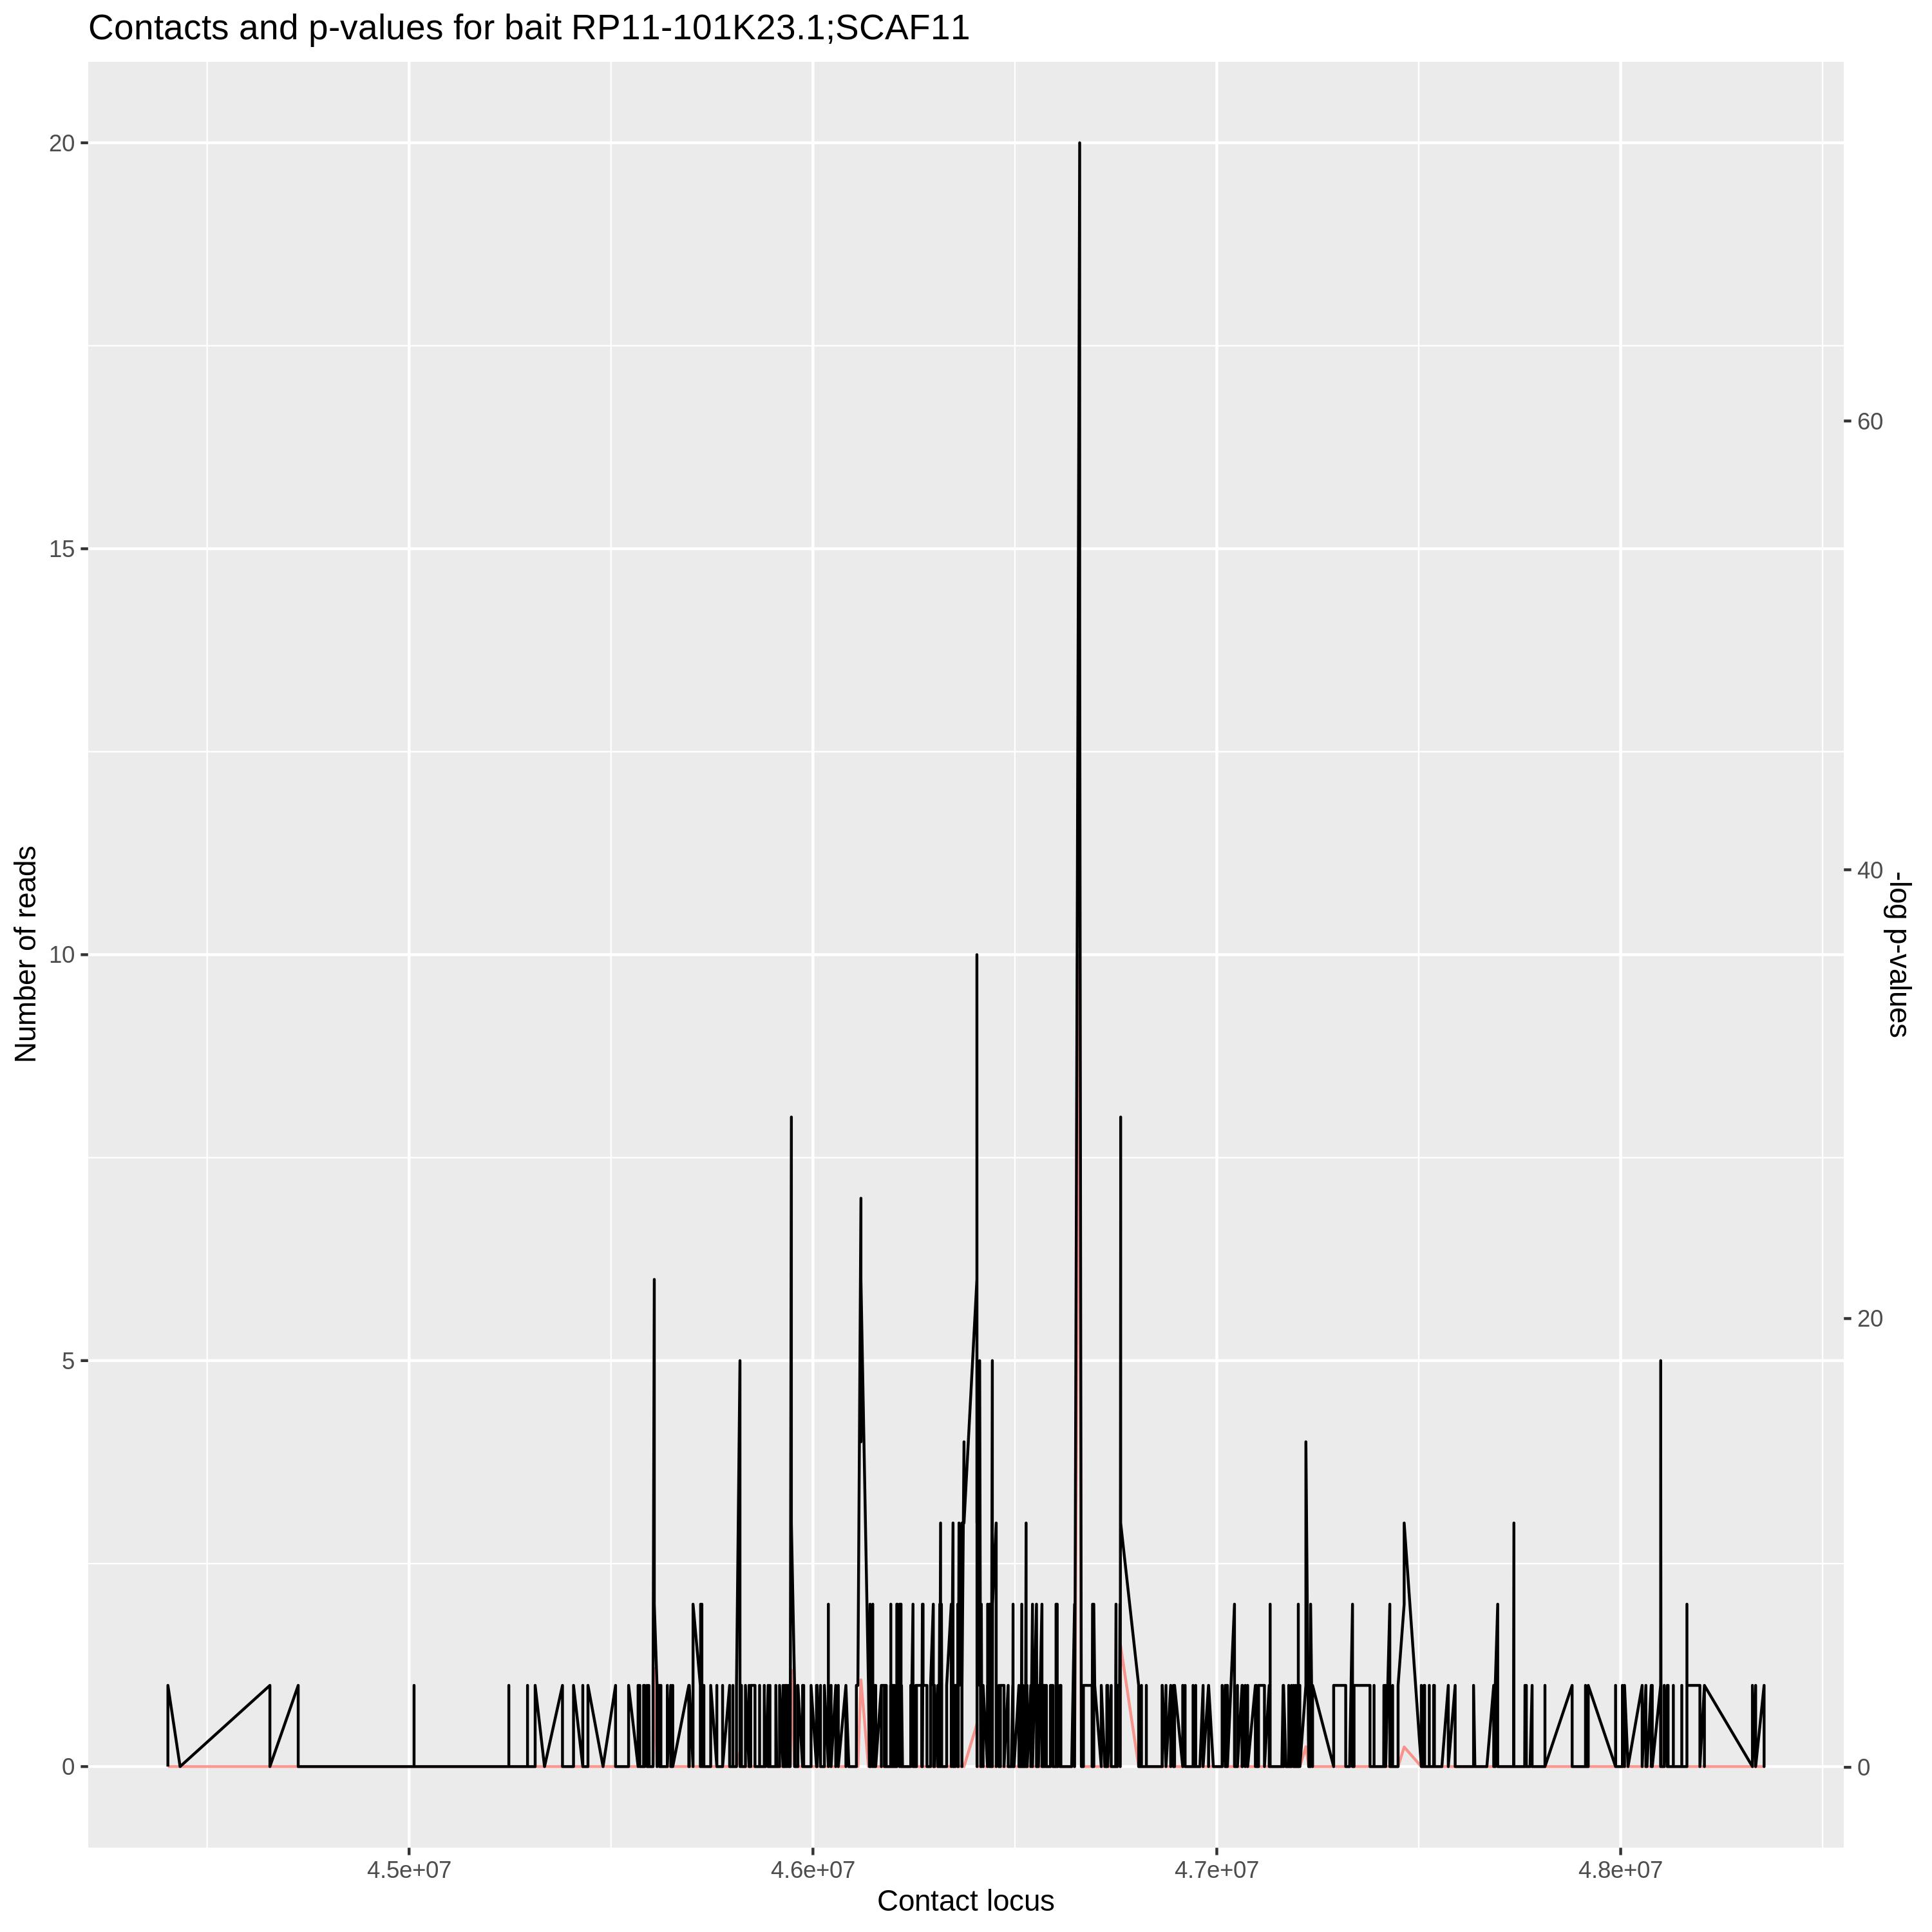 Contacts and p-values for bait RP11-101K23.1;SCAF11
20
15
10
5
0
Number of reads
60
40
20
0
-log p-values
4.5e+07
4.6e+07
4.7e+07
4.8e+07
Contact locus